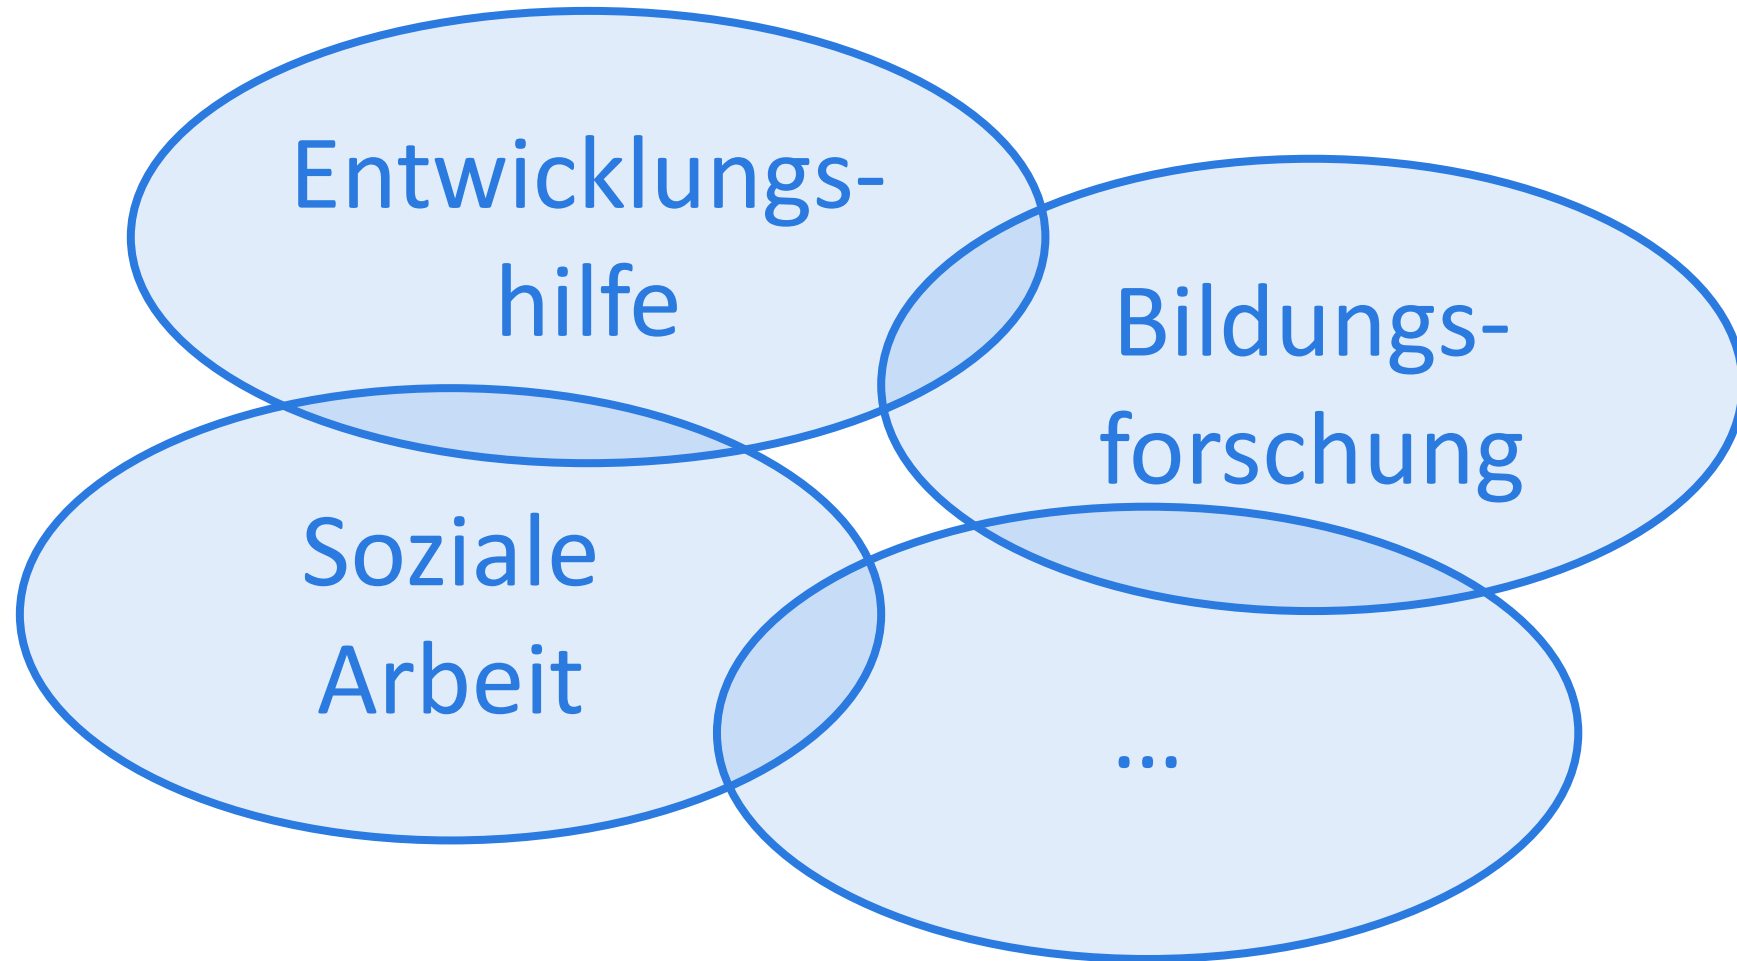 Entwicklungs-
hilfe
Bildungs-
forschung
Soziale
Arbeit
...